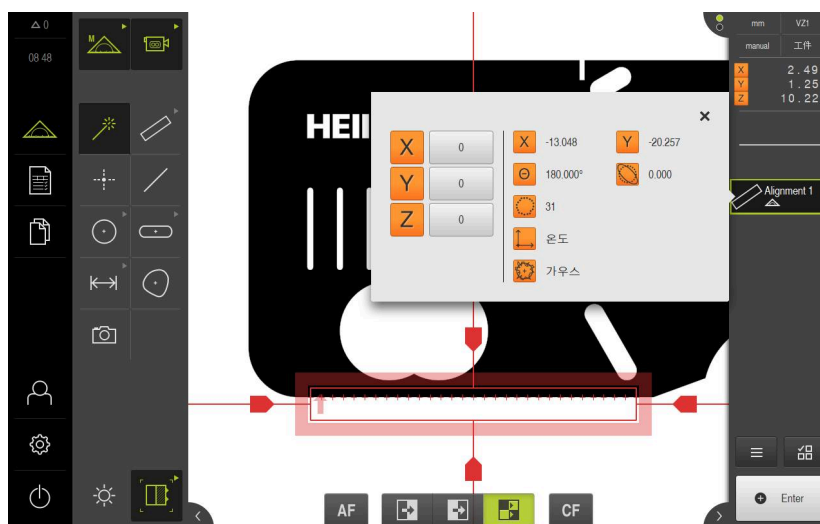 △ 0
08 48
M
HEI
X 0
Y 0
Z 0
X -13.048 Y -20.257
Θ 180.000° 0.000
31
온도
가우스
mm VZ1
manual 工件
X 2.49
Y 1.25
Z 10.22
Alignment 1
AF CF
Enter